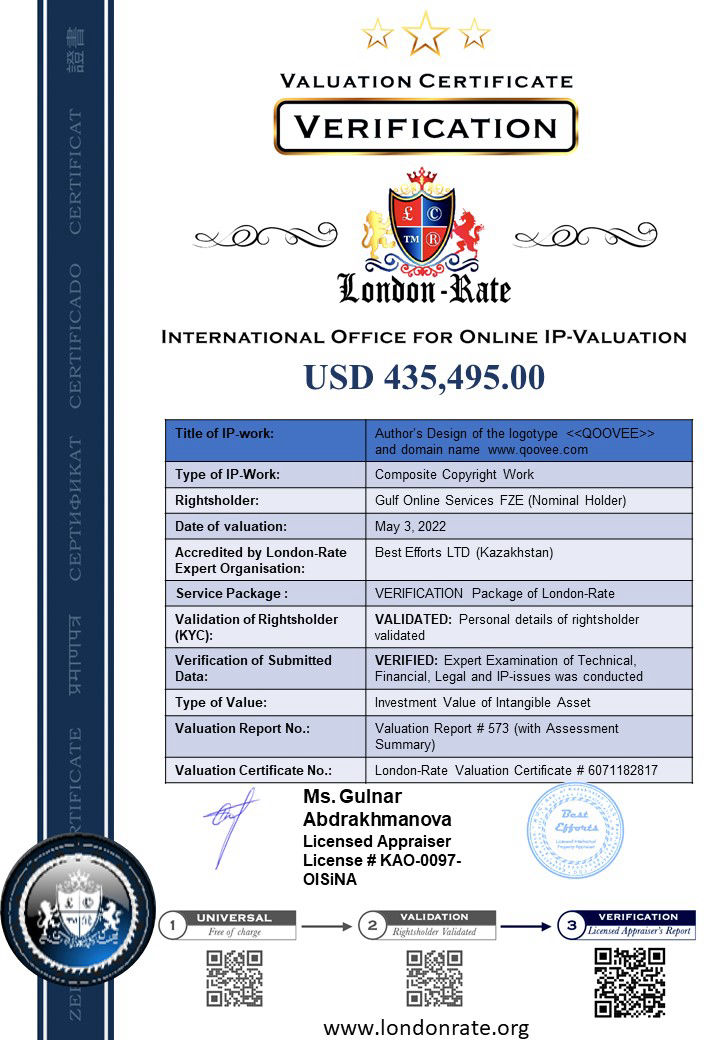 證書
CERTIFICAT
CERTIFICADO
СЕРТИФИКАТ
प्रमाणपत्र
VALUATION CERTIFICATE
VERIFICATION
£ ©
TM ®
London-Rate
INTERNATIONAL OFFICE FOR ONLINE IP-VALUATION
USD 435,495.00
Title of IP-work: Author's Design of the logotype <<QOOVEE>>
and domain name www.qoovee.com
Type of IP-Work: Composite Copyright Work
Rightsholder: Gulf Online Services FZE (Nominal Holder)
Date of valuation: May 3, 2022
Accredited by London-Rate Best Efforts LTD (Kazakhstan)
Expert Organisation:
Service Package : VERIFICATION Package of London-Rate
Validation of Rightsholder VALIDATED: Personal details of rightsholder
(KYC): validated
Verification of Submitted VERIFIED: Expert Examination of Technical,
Data: Financial, Legal and IP-issues was conducted
Type of Value: Investment Value of Intangible Asset
Valuation Report No.: Valuation Report # 573 (with Assessment
Summary)
Valuation Certificate No.: London-Rate Valuation Certificate # 6071182817
Ms. Gulnar
Abdrakhmanova
Licensed Appraiser
License # KAO-0097-
OISiNA
Best
Efforts
Licensed Intellectual
Property Appraiser
1 UNIVERSAL
Free of charge
2 VALIDATION
Rightsholder Validated
3 VERIFICATION
Licensed Appraiser's Report
www.londonrate.org